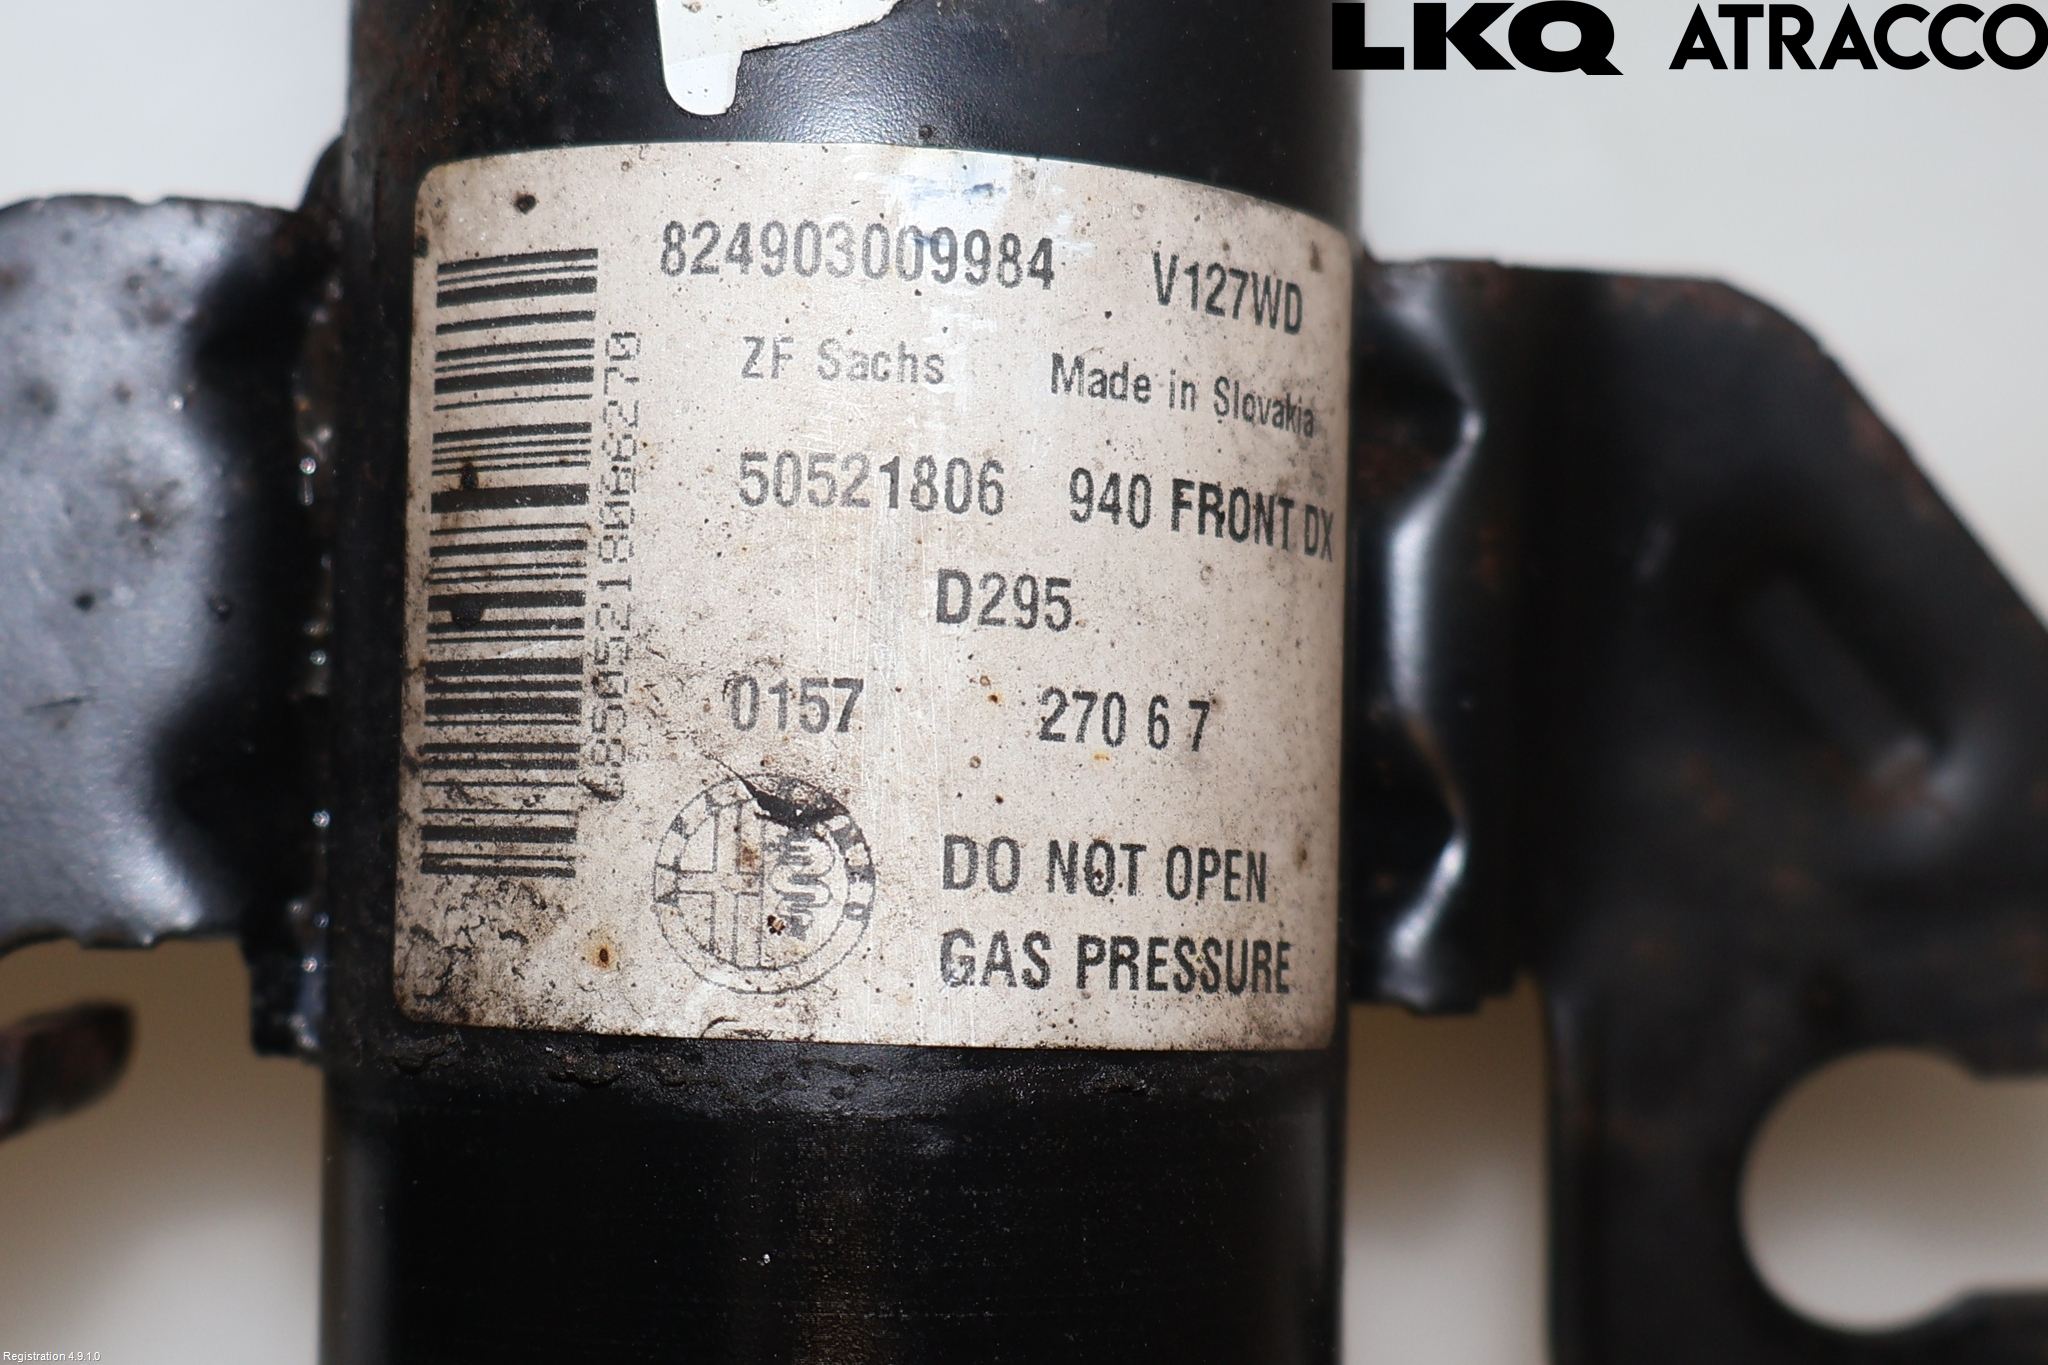 LKQ ATRACCO
824903009984 V127WD
ZF Sachs Made in Slovakia
50521806 940 FRONT DX
D295
0157 270 6 7
DO NOT OPEN
GAS PRESSURE
Registration 4.9.1.0